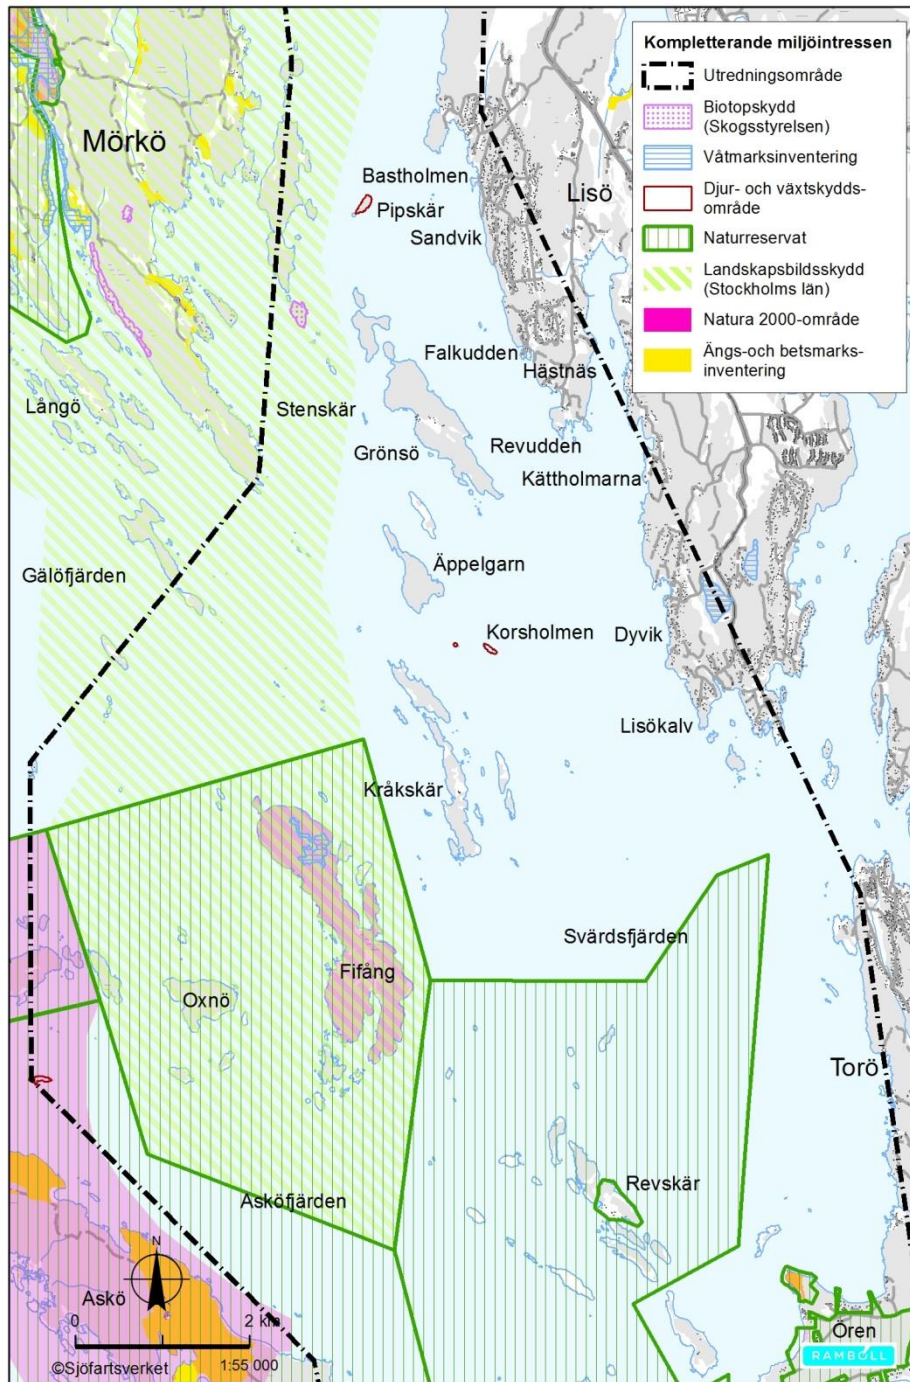 Kompletterande miljöintressen
Utredningsområde
Biotopskydd
(Skogsstyrelsen)
Våtmarksinventering
Djur- och växtskydds-
område
Naturreservat
Landskapsbildsskydd
(Stockholms län)
Natura 2000-område
Ängs-och betsmarks-
inventering
Mörkö
Bastholmen
Lisö
Pipskär
Sandvik
Falkudden
Hästnäs
Långö
Stenskär
Grönsö
Revudden
Kättholmarna
Gälöfjärden
Äppelgarn
Korsholmen
Dyvik
Lisökalv
Kråkskär
Svärdsfjärden
Fifång
Oxnö
Torö
Revskär
Asköfjärden
N
Askö
0
2 km
1:55 000
©Sjöfartsverket
Ören
RAMBOLL